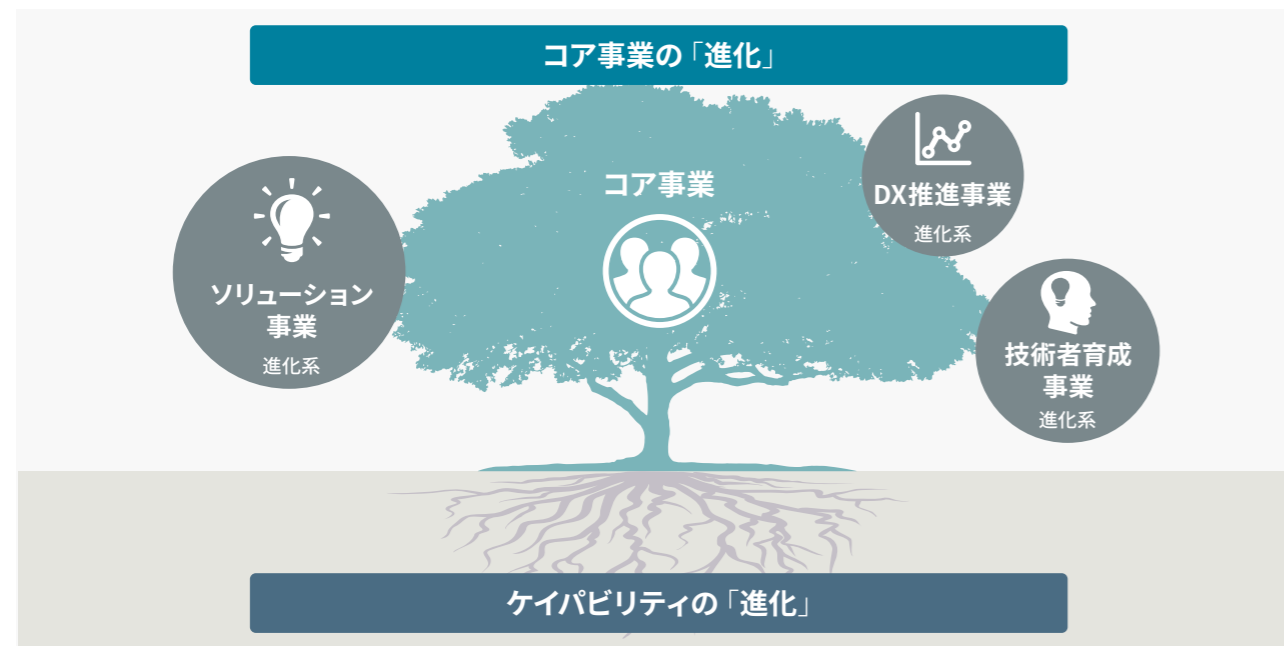 コア事業の「進化」
コア事業
DX推進事業
進化系
ソリューション
事業
進化系
技術者育成
事業
進化系
ケイパビリティの「進化」